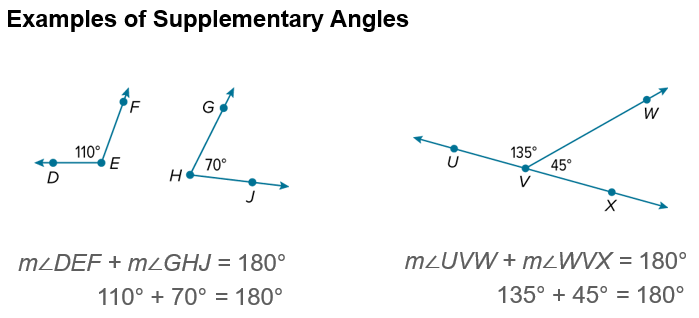 Examples of Supplementary Angles
F
G
W
110°
E
70°
135°
U
45°
D
H
V
J
X
m∠DEF + m∠GHJ = 180°
110° + 70° = 180°
m∠UVW + m∠WVX = 180°
135° + 45° = 180°